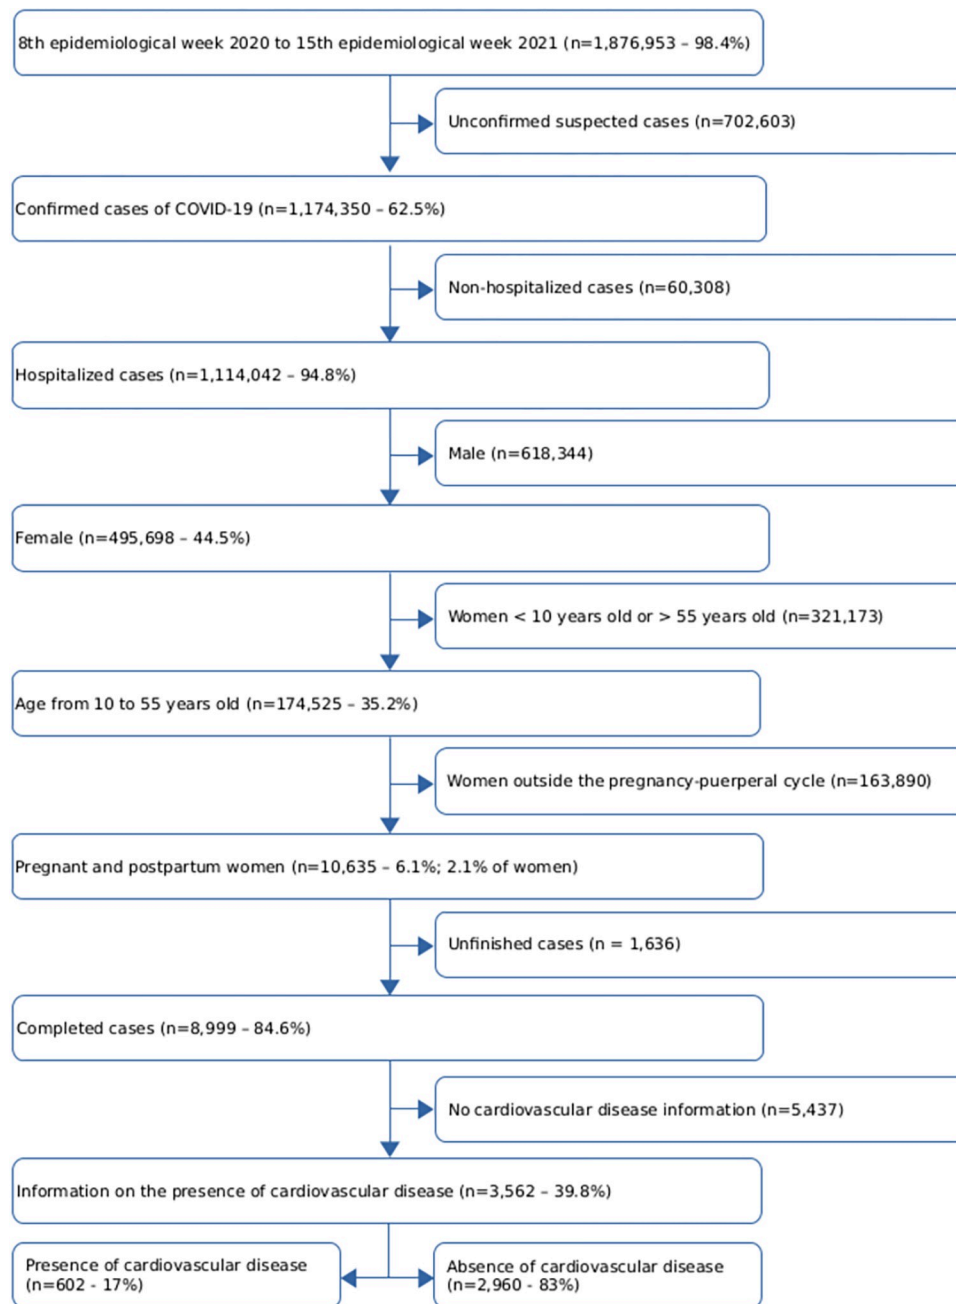 8th epidemiological week 2020 to 15th epidemiological week 2021 (n=1,876,953 – 98.4%)
Unconfirmed suspected cases (n=702,603)
Confirmed cases of COVID-19 (n=1,174,350 – 62.5%)
Non-hospitalized cases (n=60,308)
Hospitalized cases (n=1,114,042 – 94.8%)
Male (n=618,344)
Female (n=495,698 – 44.5%)
Women < 10 years old or > 55 years old (n=321,173)
Age from 10 to 55 years old (n=174,525 – 35.2%)
Women outside the pregnancy-puerperal cycle (n=163,890)
Pregnant and postpartum women (n=10,635 – 6.1%; 2.1% of women)
Unfinished cases (n = 1,636)
Completed cases (n=8,999 – 84.6%)
No cardiovascular disease information (n=5,437)
Information on the presence of cardiovascular disease (n=3,562 – 39.8%)
Presence of cardiovascular disease
(n=602 - 17%)
Absence of cardiovascular disease
(n=2,960 - 83%)